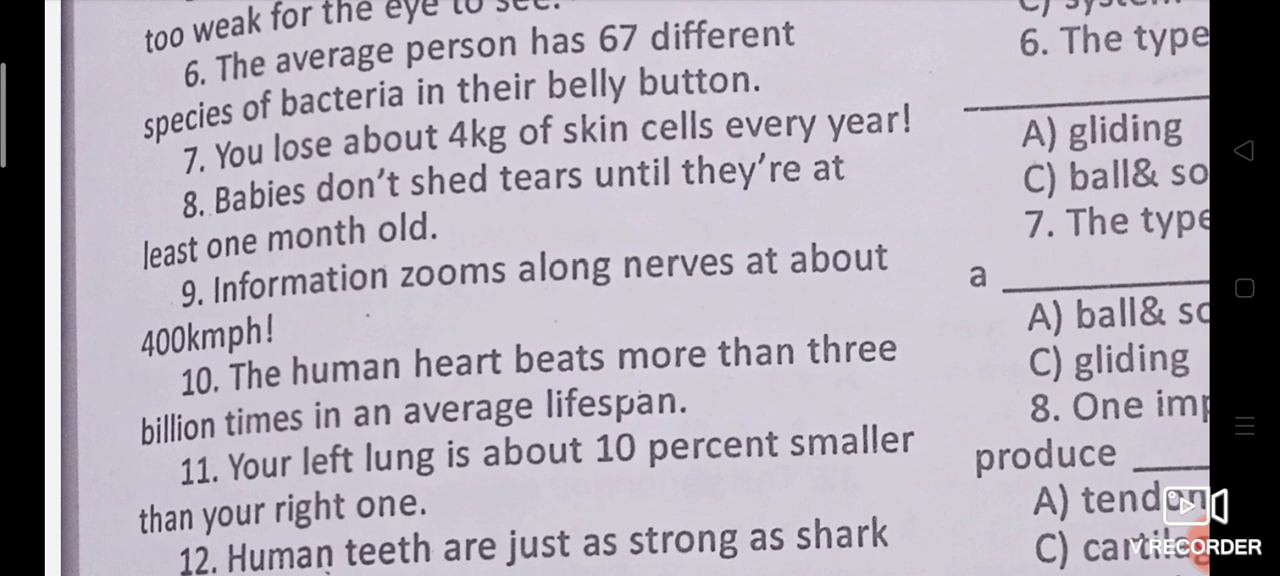 too weak for the eye to see.
6. The average person has 67 different
species of bacteria in their belly button.
7. You lose about 4kg of skin cells every year!
8. Babies don't shed tears until they're at
least one month old.
9. Information zooms along nerves at about
400kmph!
10. The human heart beats more than three
billion times in an average lifespan.
11. Your left lung is about 10 percent smaller
than your right one.
12. Human teeth are just as strong as shark
C)
6. The type
A) gliding
C) ball& so
7. The type
a
A) ball& so
C) gliding
8. One
produce
A)
C)
V RECORDER